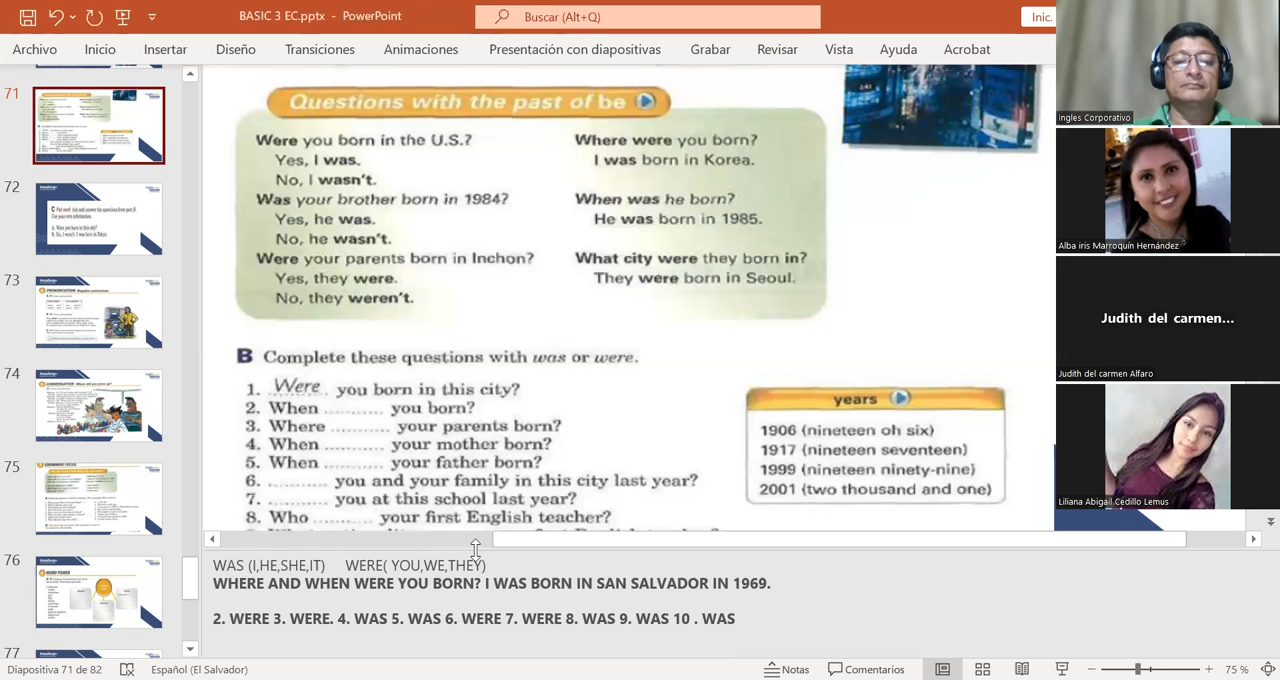 BASIC 3 EC.pptx - PowerPoint
Buscar (Alt+Q)
Inic.
Archivo Inicio Insertar Diseño Transiciones Animaciones Presentación con diapositivas Grabar Revisar Vista Ayuda Acrobat
71
72
73
74
75
76
77
Questions with the past of be
Were you born in the U.S.?
Yes, I was.
No, I wasn't.
Was your brother born in 1984?
Yes, he was.
No, he wasn't.
Were your parents born in Inchon?
Yes, they were.
No, they weren't.
Where were you born?
I was born in Korea.
When was he born?
He was born in 1985.
What city were they born in?
They were born in Seoul.
B Complete these questions with was or were.
1. Were you born in this city?
2. When .......... you born?
3. Where .......... your parents born?
4. When .......... your mother born?
5. When .......... your father born?
6. .......... you and your family in this city last year?
7. .......... you at this school last year?
8. Who .......... your first English teacher?
years
1906 (nineteen oh six)
1917 (nineteen seventeen)
1999 (nineteen ninety-nine)
2001 (two thousand and one)
WAS (I,HE,SHE,IT) WERE( YOU,WE,THEY)
WHERE AND WHEN WERE YOU BORN? I WAS BORN IN SAN SALVADOR IN 1969.
2. WERE 3. WERE. 4. WAS 5. WAS 6. WERE 7. WERE 8. WAS 9. WAS 10 . WAS
Ingles Corporativo
Alba iris Marroquín Hernández
Judith del carmen...
Judith del carmen Alfaro
Liliana Abigail Cedillo Lemus
Diapositiva 71 de 82 Español (El Salvador) Notas Comentarios 75 %